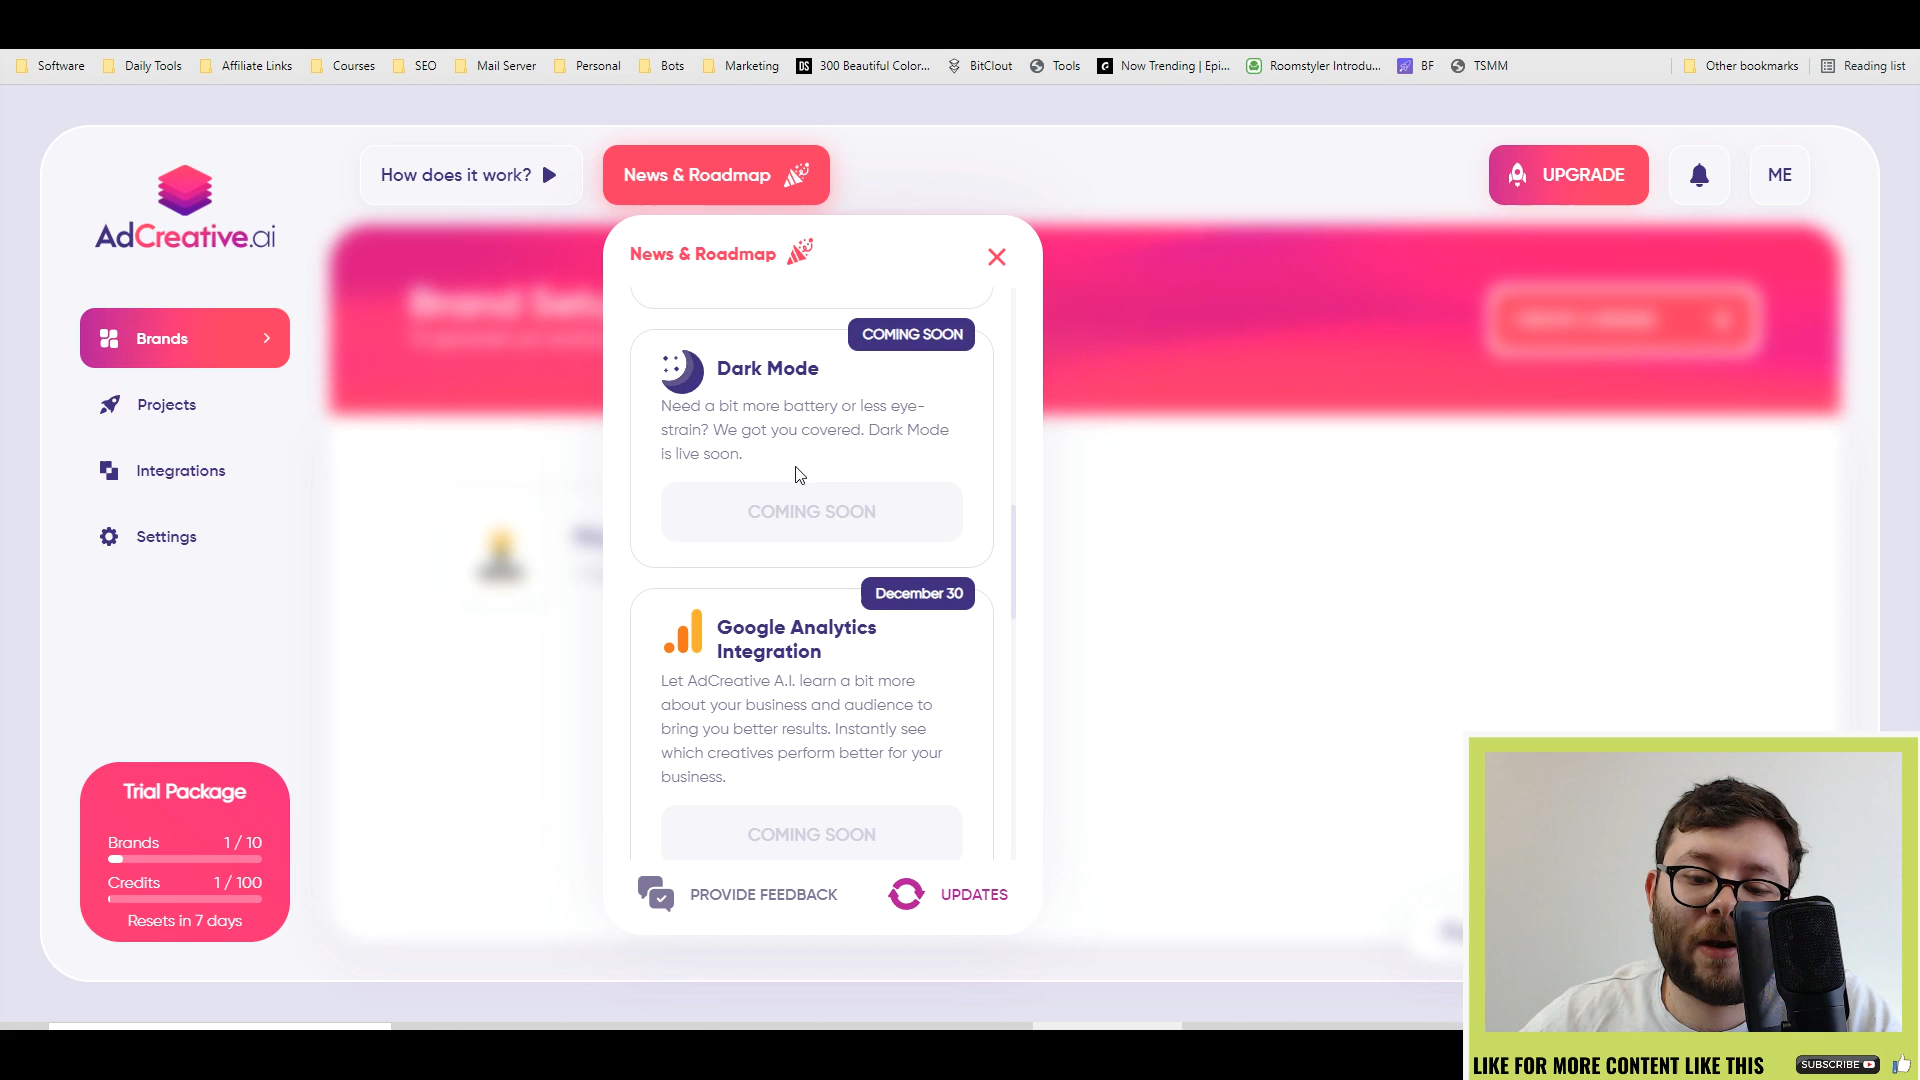 Software
Daily Tools
Affiliate Links
Courses
SEO
Mail Server
Personal
Bots
Marketing
DS
300 Beautiful Color...
BitClout
Tools
Now Trending | Epi...
Roomstyler Introdu...
BF
TSMM
Other bookmarks
Reading list
AdCreative.ai
How does it work?
News & Roadmap
UPGRADE
ME
Brands
Projects
Integrations
Settings
News & Roadmap
COMING SOON
Dark Mode
Need a bit more battery or less eye-
strain? We got you covered. Dark Mode
is live soon.
COMING SOON
December 30
Google Analytics
Integration
Let AdCreative A.I. learn a bit more
about your business and audience to
bring you better results. Instantly see
which creatives perform better for your
business.
COMING SOON
PROVIDE FEEDBACK
UPDATES
Trial Package
Brands 1 / 10
Credits 1 / 100
Resets in 7 days
LIKE FOR MORE CONTENT LIKE THIS
SUBSCRIBE